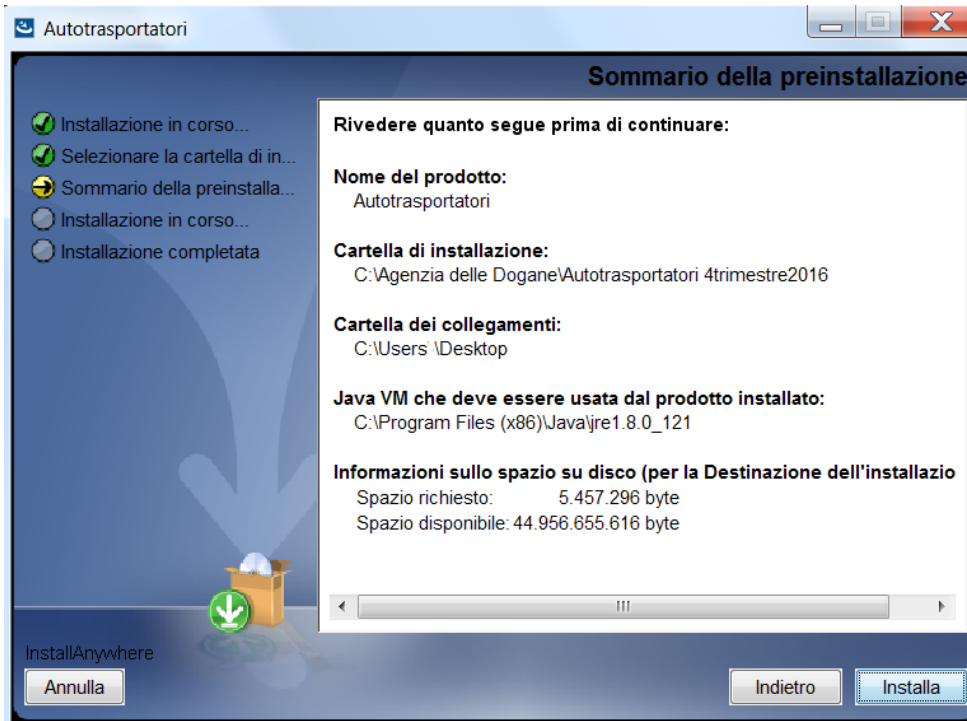 Autotrasportatori
Sommario della preinstallazione
Installazione in corso...
Selezionare la cartella di in...
Sommario della preinstalla...
Installazione in corso...
Installazione completata
Rivedere quanto segue prima di continuare:
Nome del prodotto:
Autotrasportatori
Cartella di installazione:
C:\Agenzia delle Dogane\Autotrasportatori 4trimestre2016
Cartella dei collegamenti:
C:\Users\ \Desktop
Java VM che deve essere usata dal prodotto installato:
C:\Program Files (x86)\Java\jre1.8.0_121
Informazioni sullo spazio su disco (per la Destinazione dell'installazio
Spazio richiesto: 5.457.296 byte
Spazio disponibile: 44.956.655.616 byte
InstallAnywhere
Annulla
Indietro
Installa